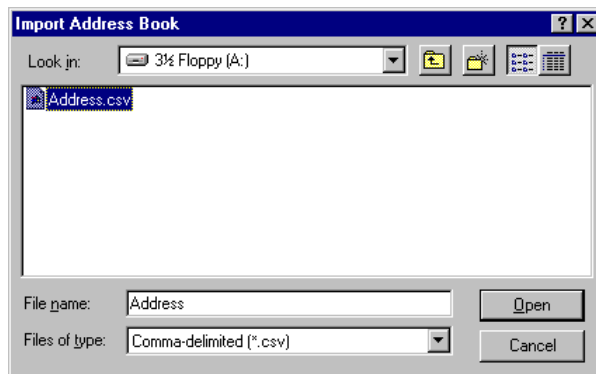 Import Address Book
Look in: 3½ Floppy (A:)
Address.csv
File name: Address Open
Files of type: Comma-delimited (*.csv) Cancel